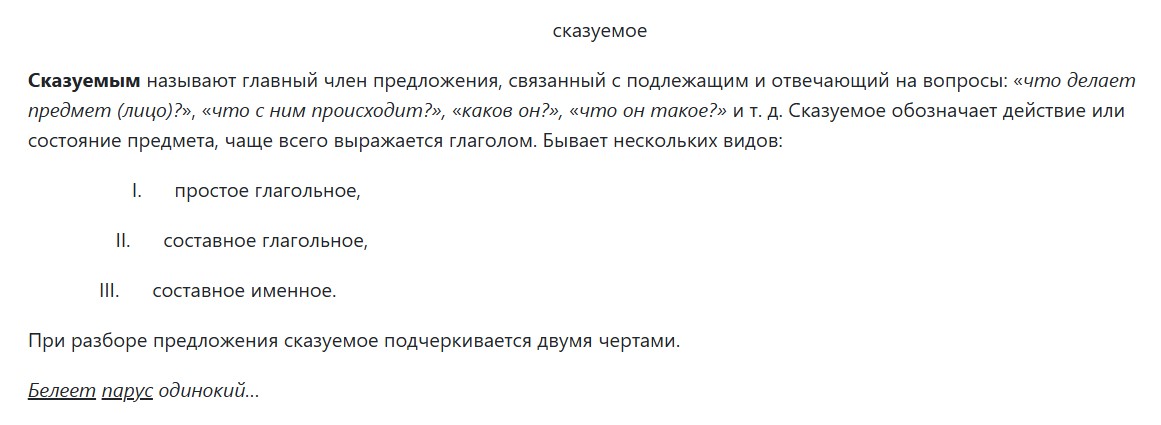 сказуемое
Сказуемым называют главный член предложения, связанный с подлежащим и отвечающий на вопросы: «что делает
предмет (лицо)?», «что с ним происходит?», «каков он?», «что он такое?» и т. д. Сказуемое обозначает действие или
состояние предмета, чаще всего выражается глаголом. Бывает нескольких видов:
I. простое глагольное,
II. составное глагольное,
III. составное именное.
При разборе предложения сказуемое подчеркивается двумя чертами.
Белеет парус одинокий…